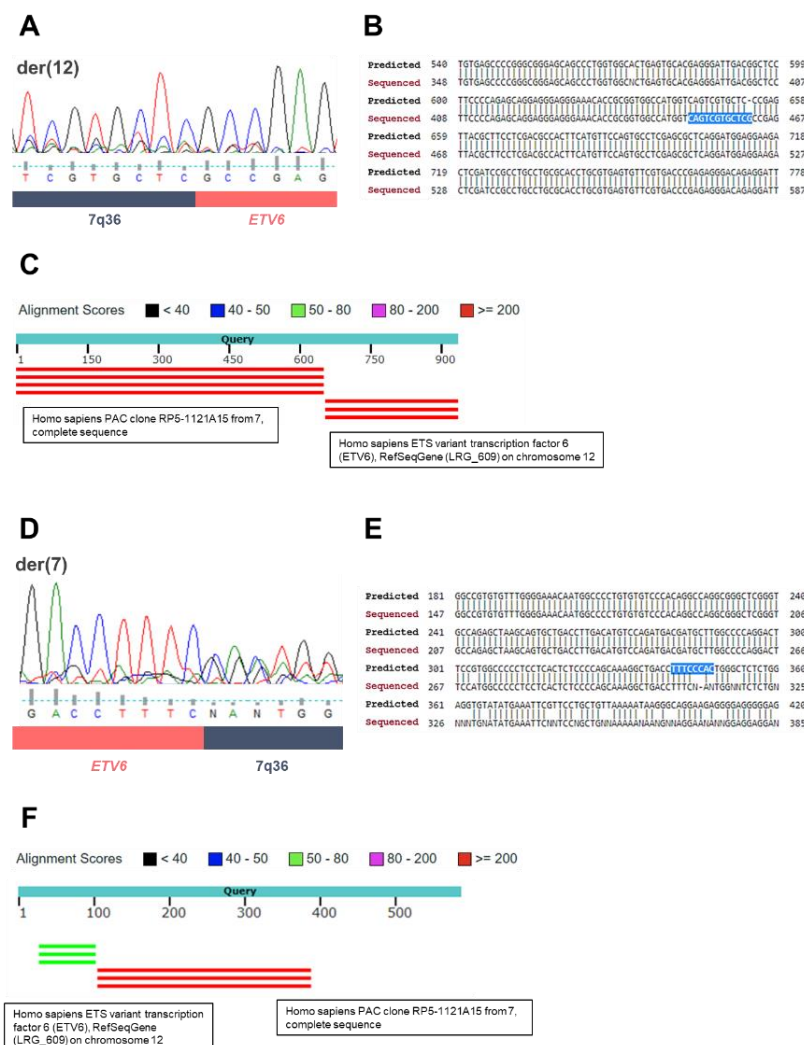 A
der(12)
T C G T G C T C G C C G A G
7q36 ETV6
B
Predicted 540 TGTGAGCCCCGGGCGGGAGCAGCCCTGGTGGCACTGAGTGCACGAGGGATTGACGGCTCC 599
Sequenced 348 TGTGAGCCCCGGGCGGGAGCAGCCCTGGTGGCNCTGAGTGCACGAGGGATTGACGGCTCC 407
Predicted 600 TTCCCCAGAGCAGGAGGGAGGGAAACACCGCGGTGGCCATGGTCAGTCGTGCTTC-CCGAG 658
Sequenced 408 TTCCCCAGAGCAGGAGGGAGGGAAACACCGCGGTGGCCATGGTCAGTCGTGCTCGCCGAG 467
Predicted 659 TTACGCTTCCTCGACGCCACTTCATGTTCCAGTGCCTCGAGCGCTCAGGATGGAGGAAGA 718
Sequenced 468 TTACGCTTCCTCGACGCCACTTCATGTTCCAGTGCCTCGAGCGCTCAGGATGGAGGAAGA 527
Predicted 719 CTCGATCCGCCTGCCTGCGCACCTGCGTGAGTGTTCGTGACCCGAGAGGGACAGAGGATT 778
Sequenced 528 CTCGATCCGCCTGCCTGCGCACCTGCGTGAGTGTTCGTGACCCGAGAGGGACAGAGGATT 587
C
Alignment Scores < 40 40 - 50 50 - 80 80 - 200 >= 200
Query
1 150 300 450 600 750 900
Homo sapiens PAC clone RP5-1121A15 from 7,
complete sequence
Homo sapiens ETS variant transcription factor 6
(ETV6), RefSeqGene (LRG_609) on chromosome 12
D
der(7)
G A C C T T T C N A N T G G
ETV6 7q36
E
Predicted 181 GGCCGTGTGTTTGGGGAAACAATGGCCCCTGTGTGTCCCACAGGCCAGGCGGGCTCGGGT 240
Sequenced 147 GGCCGTGTGTTTGGGGAAACAATGGCCCCTGTGTGTCCCACAGGCCAGGCGGGCTCGGGT 206
Predicted 241 GCCAGAGCTAAGCAGTGCTGACCTTGACATGTCCAGATGACGATGCTTGGCCCCAGGACT 300
Sequenced 207 GCCAGAGCTAAGCAGTGCTGACCTTGACATGTCCAGATGACGATGCTTGGCCCCAGGACT 266
Predicted 301 TCCGTGGCCCCCTCCTCACTCTCCCCAGCAAAGGCTGACCTTTCCCACTGGGCTCTCTGG 360
Sequenced 267 TCCATGGCCCCCTCCTCACTCTCCCCAGCAAAGGCTGACCTTTCN-ANTGGNNTCTCTGN 325
Predicted 361 AGGTGTATATGAAATTCGTTCCTGCTGTTAAAAATAAGGGCAGGAAGAGGGGAGGGGGAG 420
Sequenced 326 NNNTGNATATGAAATTCNNTCCNGCTGNNAAAAANAANGNNAGGAANANNGGAGGAGGAN 385
F
Alignment Scores < 40 40 - 50 50 - 80 80 - 200 >= 200
Query
1 100 200 300 400 500
Homo sapiens ETS variant transcription
factor 6 (ETV6), RefSeqGene
(LRG_609) on chromosome 12
Homo sapiens PAC clone RP5-1121A15 from 7,
complete sequence